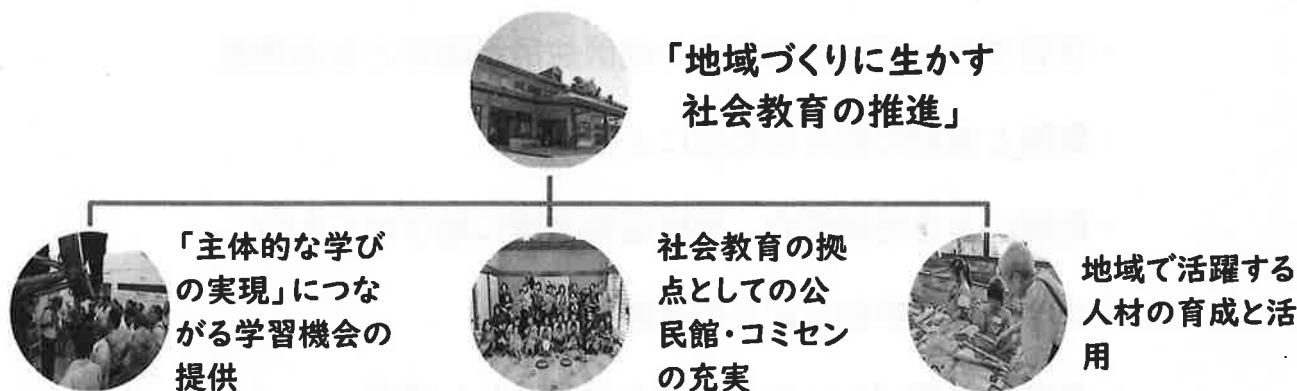 「地域づくりに生かす
社会教育の推進」
「主体的な学び
の実現」につな
がる学習機会の
提供
社会教育の拠
点としての公
民館・コミセン
の充実
地域で活躍する
人材の育成と活
用